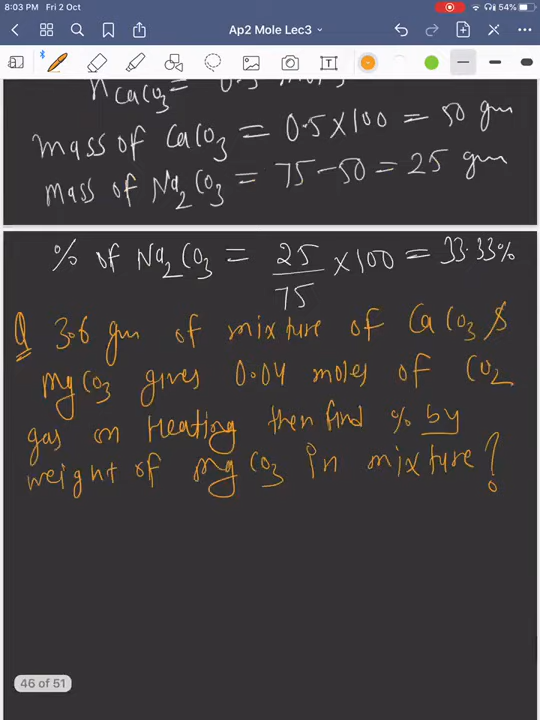 8:03 PM Fri 2 Oct
54%
Ap2 Mole Lec3
T
n CaCO3 =
mass of CaCO3 = 0.5 × 100 = 50 gm
mass of Na2CO3 = 75 - 50 = 25 gm
% of Na2CO3 = 25/75 × 100 = 33.33%
Q 3.6 gm of mixture of CaCO3 &
MgCO3 gives 0.04 moles of CO2
gas on Heating then find % by
weight of MgCO3 in mixture?
46 of 51